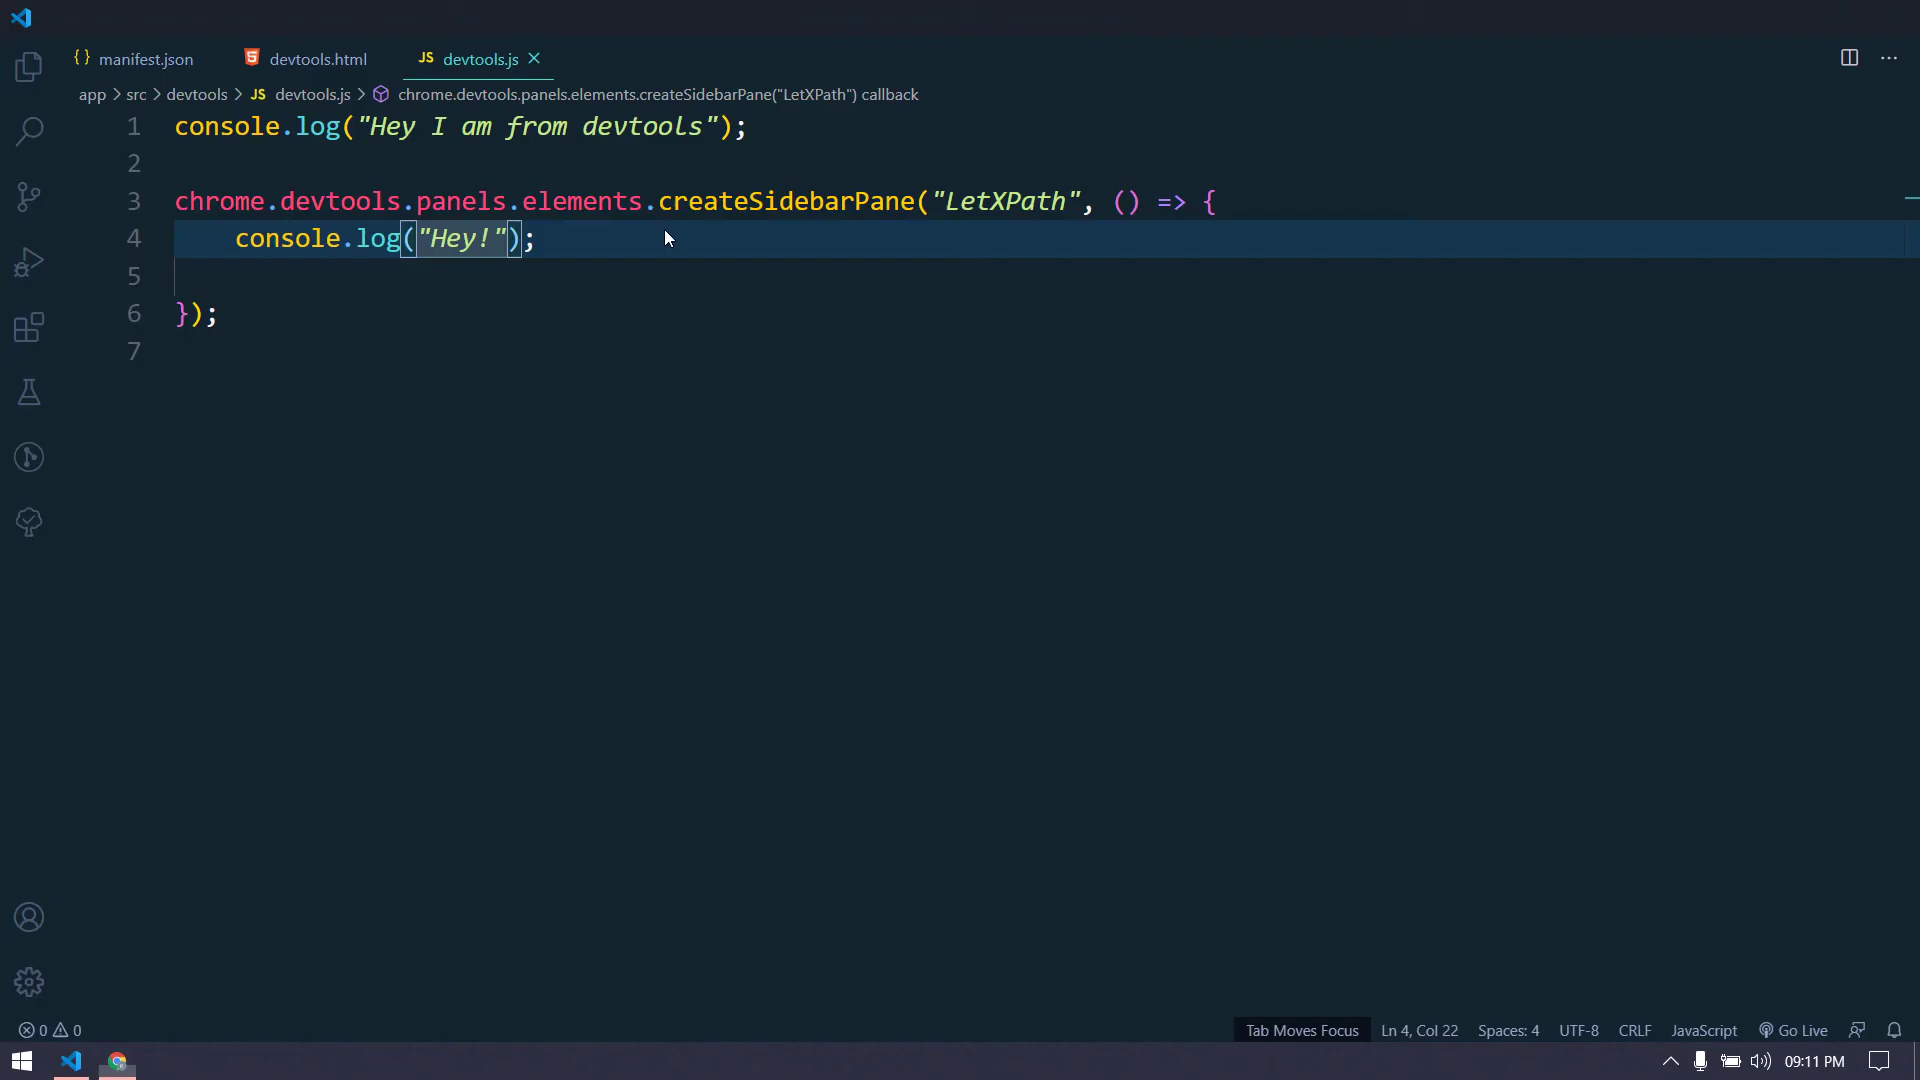 {} manifest.json
devtools.html
JS devtools.js
app > src > devtools > JS devtools.js > chrome.devtools.panels.elements.createSidebarPane("LetXPath") callback
1 console.log("Hey I am from devtools");
2
3 chrome.devtools.panels.elements.createSidebarPane("LetXPath", () => {
4     console.log("Hey!");
5
6 });
7
0 0
Tab Moves Focus
Ln 4, Col 22
Spaces: 4
UTF-8
CRLF
JavaScript
Go Live
09:11 PM